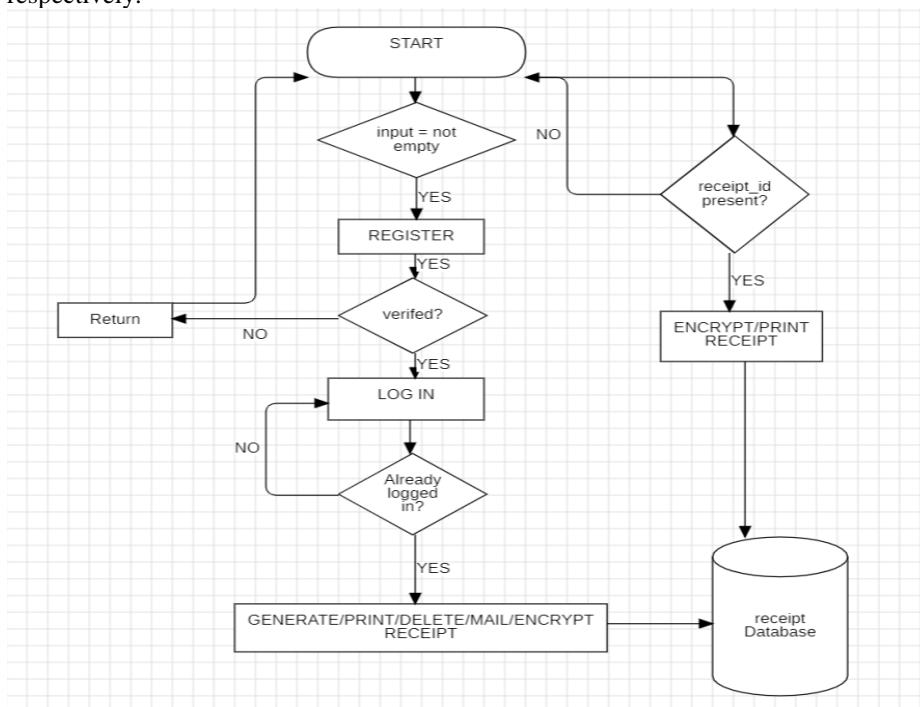 respectively.
START
input = not
empty
NO
receipt_id
present?
YES
REGISTER
YES
YES
verifed?
Return
NO
ENCRYPT/PRINT
RECEIPT
YES
LOG IN
NO
Already
logged
in?
YES
GENERATE/PRINT/DELETE/MAIL/ENCRYPT
RECEIPT
receipt
Database